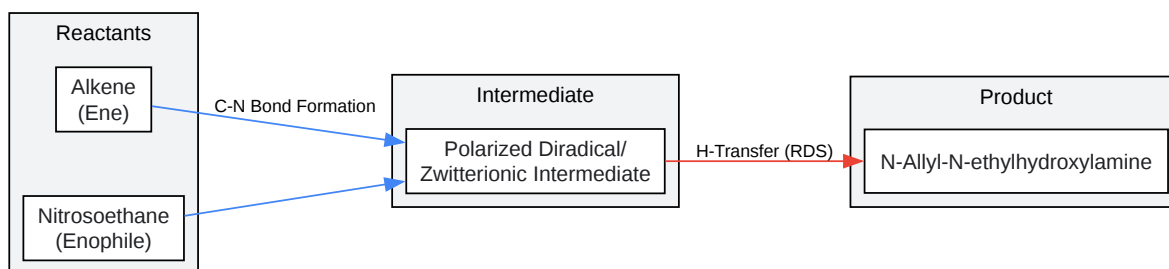 Reactants
Alkene
(Ene)
Nitrosoethane
(Enophile)
C-N Bond Formation
Intermediate
Polarized Diradical/
Zwitterionic Intermediate
H-Transfer (RDS)
Product
N-Allyl-N-ethylhydroxylamine